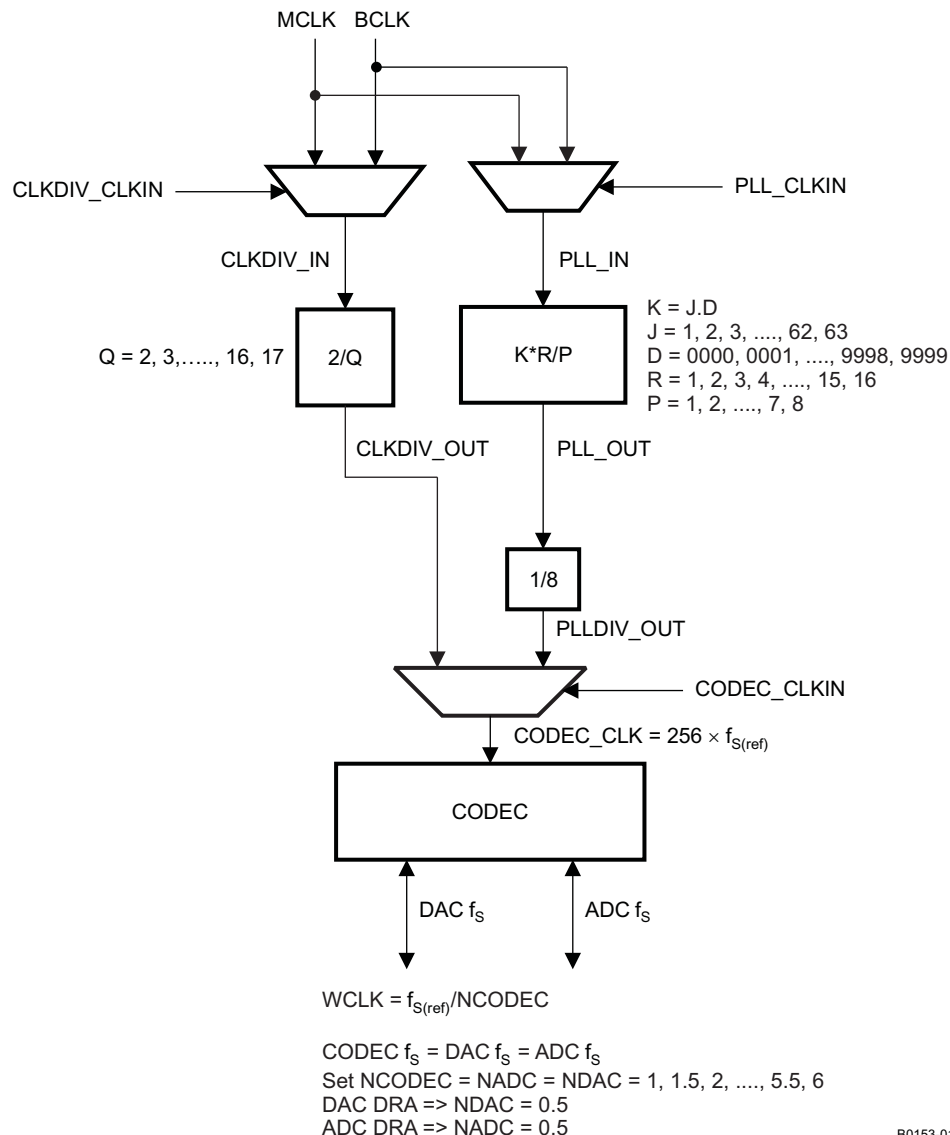 MCLK BCLK
CLKDIV_CLKIN
PLL_CLKIN
CLKDIV_IN
PLL_IN
Q = 2, 3,....., 16, 17
2/Q
K*R/P
K = J.D
J = 1, 2, 3, ...., 62, 63
D = 0000, 0001, ...., 9998, 9999
R = 1, 2, 3, 4, ...., 15, 16
P = 1, 2, ...., 7, 8
CLKDIV_OUT
PLL_OUT
1/8
PLLDIV_OUT
CODEC_CLKIN
CODEC_CLK = 256 × fS(ref)
CODEC
DAC fS
ADC fS
WCLK = fS(ref)/NCODEC
CODEC fS = DAC fS = ADC fS
Set NCODEC = NADC = NDAC = 1, 1.5, 2, ...., 5.5, 6
DAC DRA => NDAC = 0.5
ADC DRA => NADC = 0.5